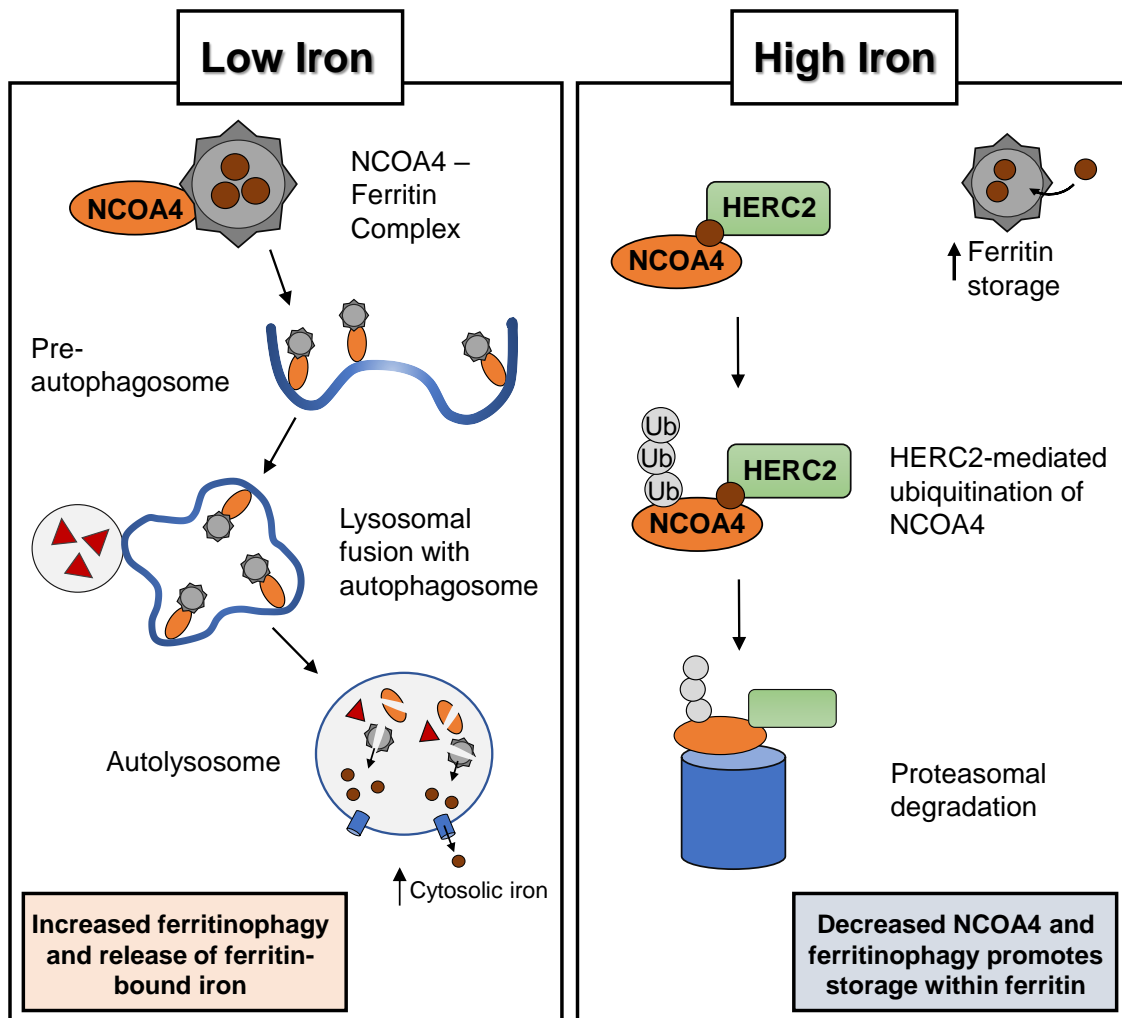 Low Iron
NCOA4
NCOA4 –
Ferritin
Complex
Pre-
autophagosome
Lysosomal
fusion with
autophagosome
Autolysosome
Cytosolic iron
Increased ferritinophagy
and release of ferritin-
bound iron
High Iron
HERC2
NCOA4
Ferritin
storage
Ub
Ub
Ub
HERC2
NCOA4
HERC2-mediated
ubiquitination of
NCOA4
Proteasomal
degradation
Decreased NCOA4 and
ferritinophagy promotes
storage within ferritin